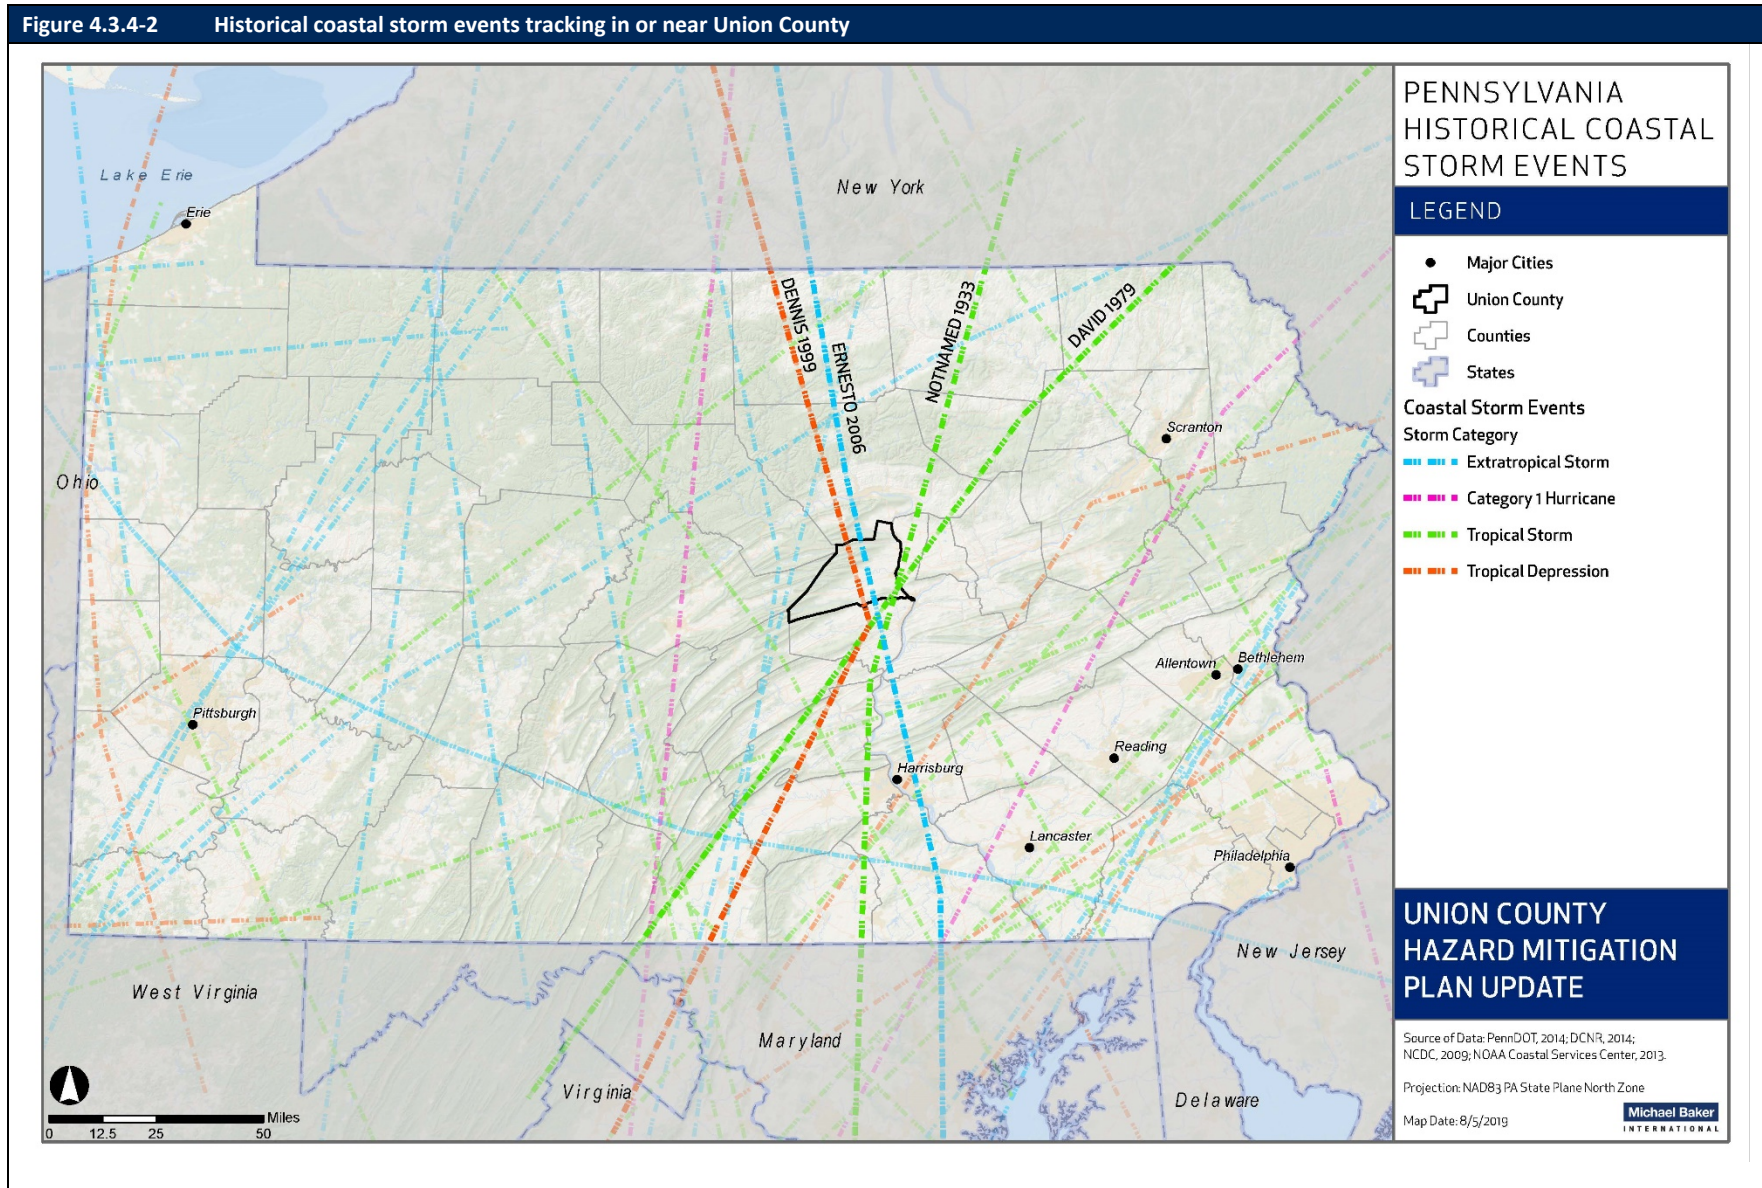 Figure 4.3.4-2 Historical coastal storm events tracking in or near Union County
PENNSYLVANIA
HISTORICAL COASTAL
STORM EVENTS
LEGEND
Major Cities
Union County
Counties
States
Coastal Storm Events
Storm Category
Extratropical Storm
Category 1 Hurricane
Tropical Storm
Tropical Depression
UNION COUNTY
HAZARD MITIGATION
PLAN UPDATE
Source of Data: PennDOT, 2014; DCNR, 2014;
NCDC, 2009; NOAA Coastal Services Center, 2013.
Projection: NAD83 PA State Plane North Zone
Map Date: 8/5/2019
Michael Baker
INTERNATIONAL
Lake Erie
Erie
New York
DENNIS 1999
ERNESTO 2006
NOTNAMED 1933
DAVID 1979
Scranton
Ohio
Allentown
Bethlehem
Pittsburgh
Reading
Harrisburg
Lancaster
Philadelphia
New Jersey
West Virginia
Maryland
Virginia
Delaware
Miles
0 12.5 25 50